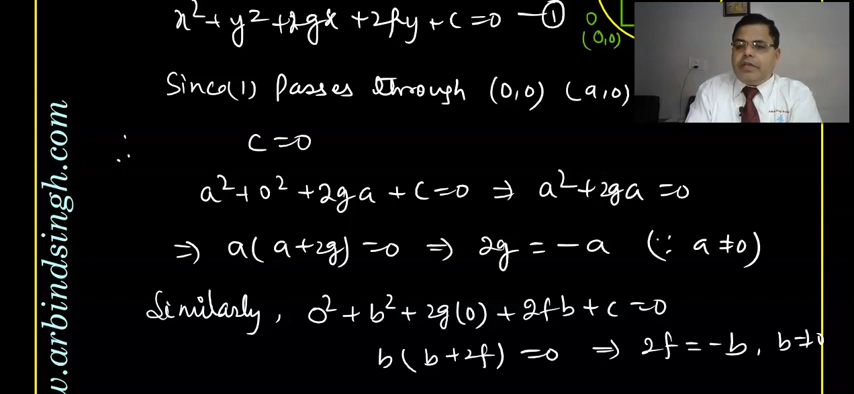 x² + y² + 2gx + 2fy + c = 0 — ①
0
(0,0)
Since (1) Passes through (0,0) (a,0)
∴ c = 0
a² + 0² + 2ga + c = 0 ⇒ a² + 2ga = 0
⇒ a(a+2g) = 0 ⇒ 2g = -a (∵ a ≠ 0)
Similarly, 0² + b² + 2g(0) + 2fb + c = 0
b(b+2f) = 0 ⇒ 2f = -b, b ≠ 0
www.arbindsingh.com